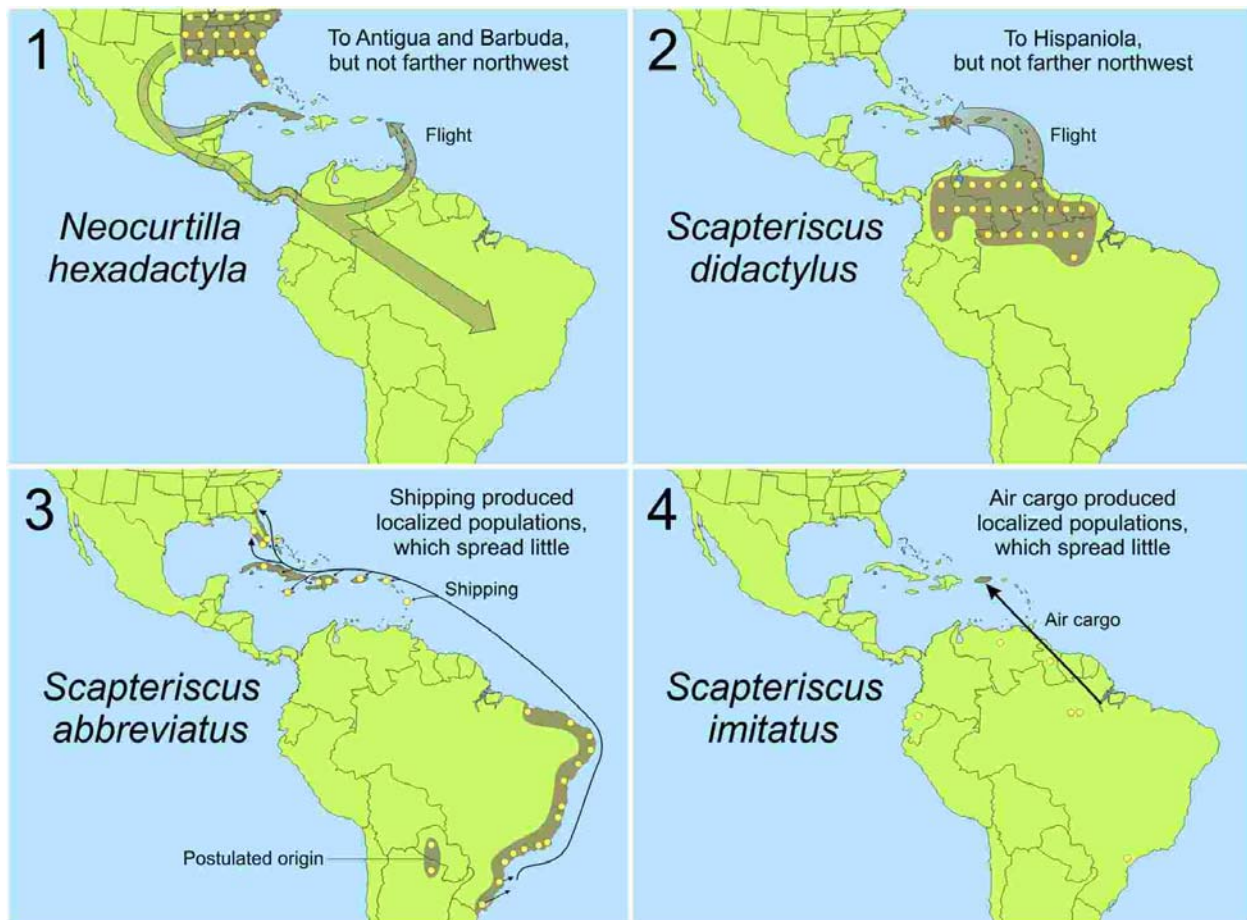 1
To Antigua and Barbuda,
but not farther northwest
Flight
Neocurtilla
hexadactyla
2
To Hispaniola,
but not farther northwest
Flight
Scapteriscus
didactylus
3
Shipping produced
localized populations,
which spread little
Shipping
Scapteriscus
abbreviatus
Postulated origin
4
Air cargo produced
localized populations,
which spread little
Air cargo
Scapteriscus
imitatus